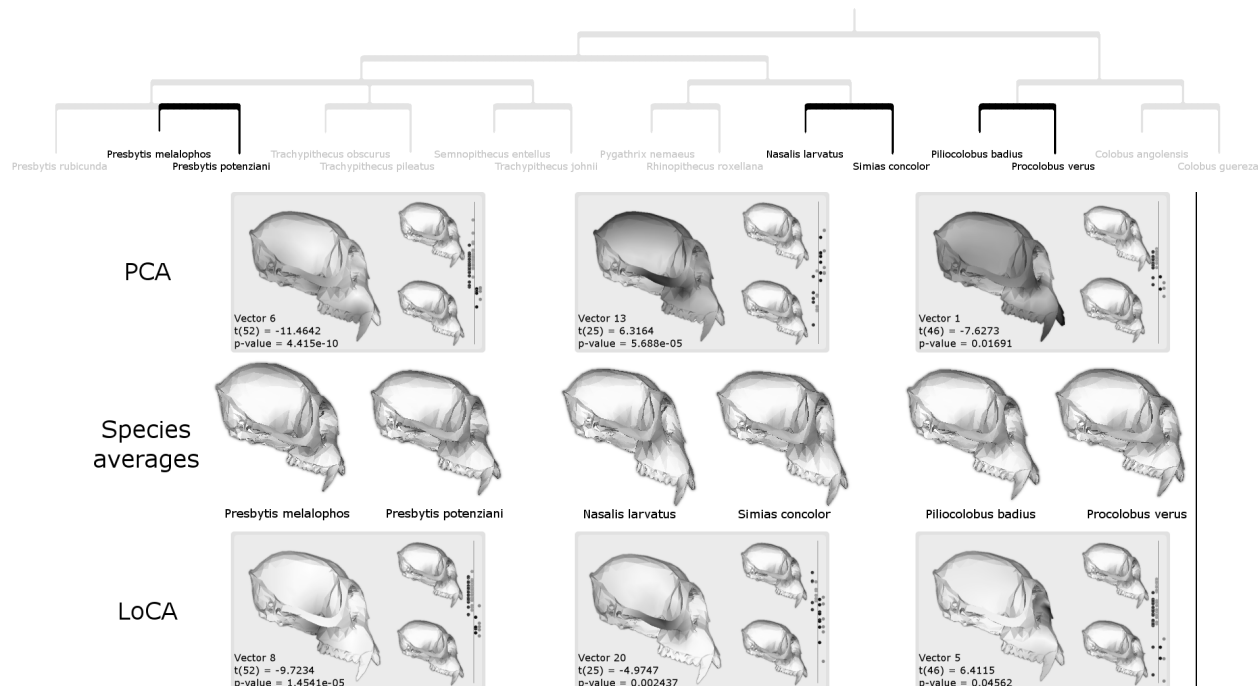 Presbytis melalophos
Trachypithecus obscurus
Semnopithecus entellus
Pygathrix nemaeus
Nasalis larvatus
Piliocolobus badius
Colobus angolensis
Presbytis rubicunda
Presbytis potenziani
Trachypithecus pileatus
Trachypithecus johnii
Rhinopithecus roxellana
Simias concolor
Procolobus verus
Colobus guereza
PCA
Vector 6
t(52) = -11.4642
p-value = 4.415e-10
Vector 13
t(25) = 6.3164
p-value = 5.688e-05
Vector 1
t(46) = -7.6273
p-value = 0.01691
Species
averages
Presbytis melalophos
Presbytis potenziani
Nasalis larvatus
Simias concolor
Piliocolobus badius
Procolobus verus
LoCA
Vector 8
t(52) = -9.7234
p-value = 1.4541e-05
Vector 20
t(25) = -4.9747
p-value = 0.002437
Vector 5
t(46) = 6.4115
p-value = 0.04562